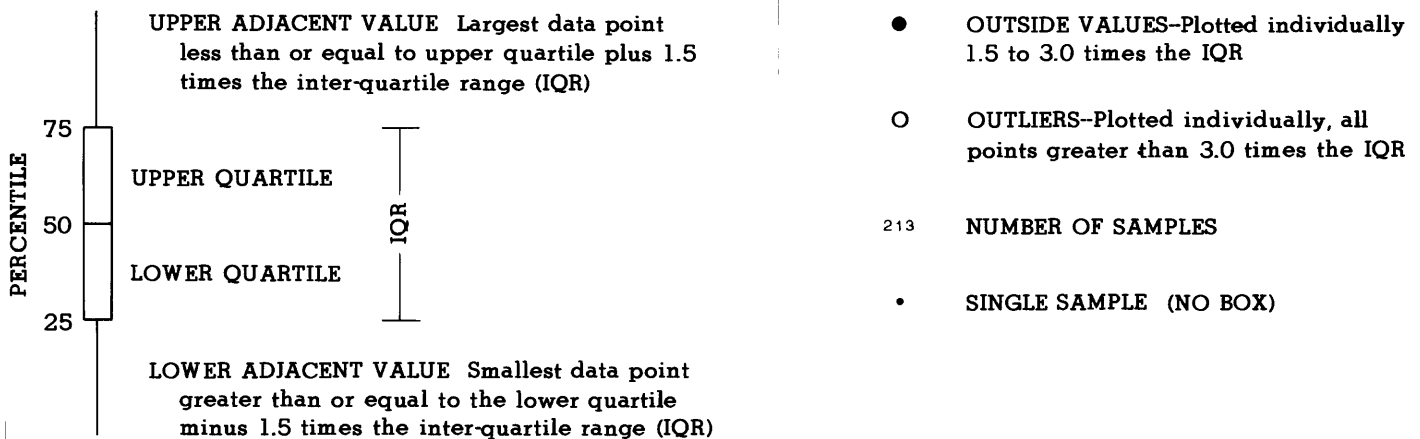 UPPER ADJACENT VALUE Largest data point
less than or equal to upper quartile plus 1.5
times the inter-quartile range (IQR)
PERCENTILE
75
UPPER QUARTILE
50
IQR
LOWER QUARTILE
25
LOWER ADJACENT VALUE Smallest data point
greater than or equal to the lower quartile
minus 1.5 times the inter-quartile range (IQR)
OUTSIDE VALUES--Plotted individually
1.5 to 3.0 times the IQR
OUTLIERS--Plotted individually, all
points greater than 3.0 times the IQR
213 NUMBER OF SAMPLES
SINGLE SAMPLE (NO BOX)